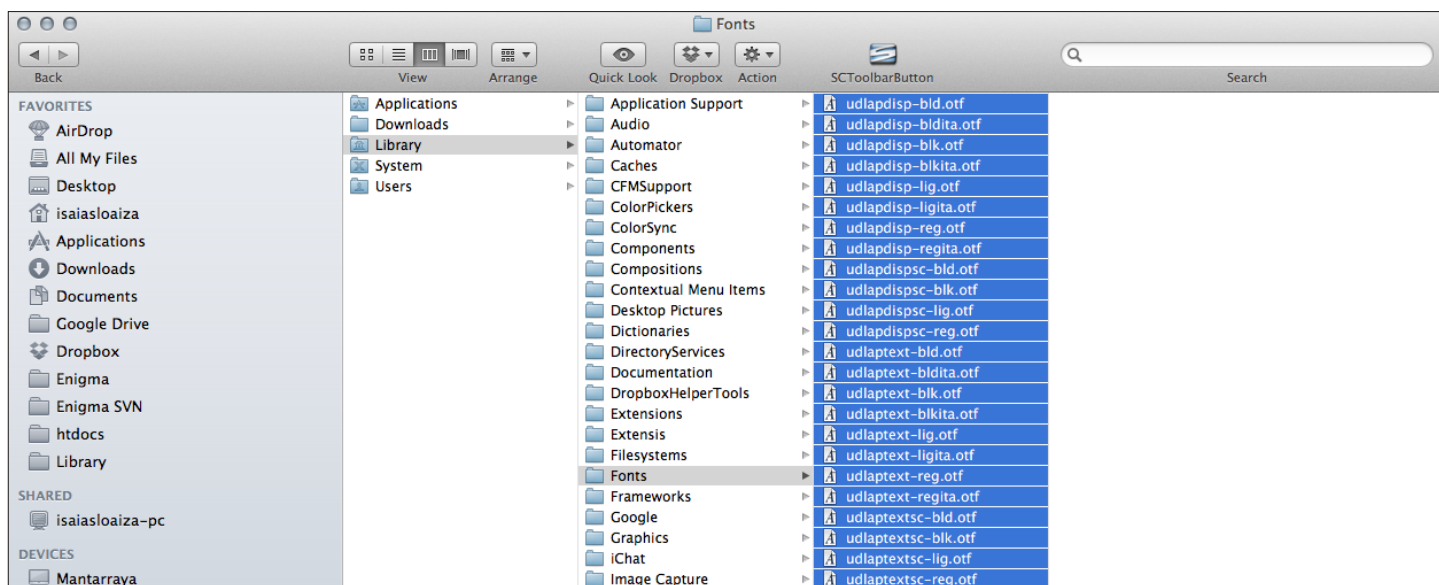 Fonts
Back
View
Arrange
Quick Look
Dropbox
Action
SCToolbarButton
Search
FAVORITES
AirDrop
All My Files
Desktop
isaiasloaiza
Applications
Downloads
Documents
Google Drive
Dropbox
Enigma
Enigma SVN
htdocs
Library
SHARED
isaiasloaiza-pc
DEVICES
Mantarraya
Applications
Downloads
Library
System
Users
Application Support
Audio
Automator
Caches
CFMSupport
ColorPickers
ColorSync
Components
Compositions
Contextual Menu Items
Desktop Pictures
Dictionaries
DirectoryServices
Documentation
DropboxHelperTools
Extensions
Extensis
Filesystems
Fonts
Frameworks
Google
Graphics
iChat
Image Capture
udlapdisp-bld.otf
udlapdisp-bldita.otf
udlapdisp-blk.otf
udlapdisp-blkita.otf
udlapdisp-lig.otf
udlapdisp-ligita.otf
udlapdisp-reg.otf
udlapdisp-regita.otf
udlapdispsc-bld.otf
udlapdispsc-blk.otf
udlapdispsc-lig.otf
udlapdispsc-reg.otf
udlaptext-bld.otf
udlaptext-bldita.otf
udlaptext-blk.otf
udlaptext-blkita.otf
udlaptext-lig.otf
udlaptext-ligita.otf
udlaptext-reg.otf
udlaptext-regita.otf
udlaptextsc-bld.otf
udlaptextsc-blk.otf
udlaptextsc-lig.otf
udlaptextsc-reg.otf